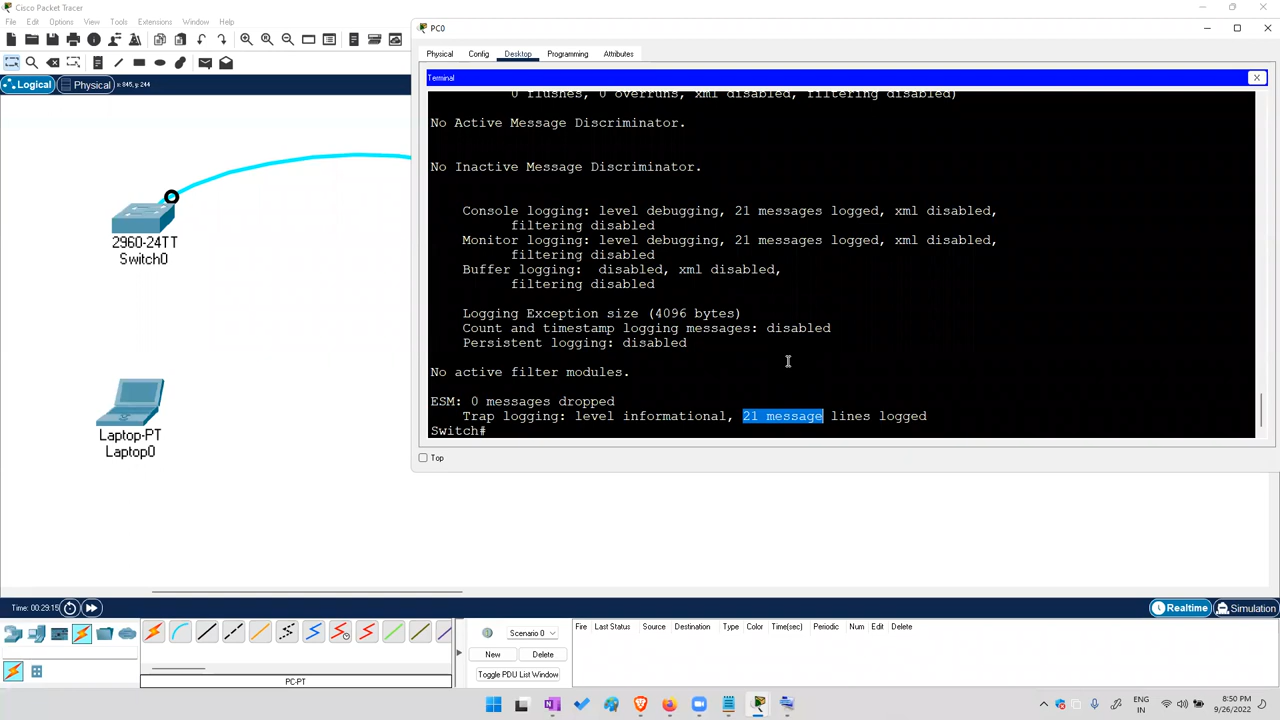 Cisco Packet Tracer
File Edit Options View Tools Extensions Window Help
Logical Physical x: 845, y: 244
PC0
Physical Config Desktop Programming Attributes
Terminal
0 flushes, 0 overruns, xml disabled, filtering disabled)
No Active Message Discriminator.
No Inactive Message Discriminator.
Console logging: level debugging, 21 messages logged, xml disabled,
filtering disabled
Monitor logging: level debugging, 21 messages logged, xml disabled,
filtering disabled
Buffer logging:  disabled, xml disabled,
filtering disabled
Logging Exception size (4096 bytes)
Count and timestamp logging messages: disabled
Persistent logging: disabled
No active filter modules.
ESM: 0 messages dropped
Trap logging: level informational, 21 message lines logged
Switch#
Top
2960-24TT
Switch0
Laptop-PT
Laptop0
Time: 00:29:15
Realtime Simulation
Scenario 0
New Delete
Toggle PDU List Window
Fire Last Status Source Destination Type Color Time(sec) Periodic Num Edit Delete
PC-PT
ENG
IN
8:50 PM
9/26/2022